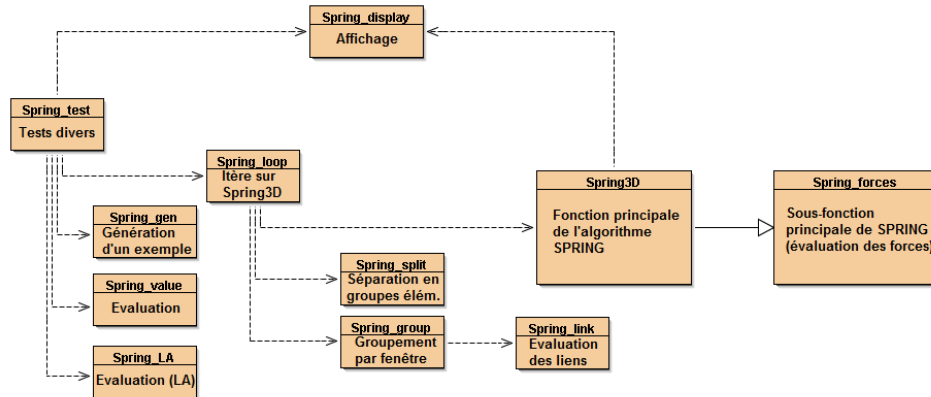 Spring_display
Affichage
Spring_test
Tests divers
Spring_loop
Itère sur
Spring3D
Spring3D
Fonction principale
de l'algorithme
SPRING
Spring_forces
Sous-fonction
principale de SPRING
(évaluation des forces)
Spring_gen
Génération
d'un exemple
Spring_split
Séparation en
groupes élém.
Spring_value
Evaluation
Spring_group
Groupement
par fenêtre
Spring_link
Evaluation
des liens
Spring_LA
Evaluation (LA)